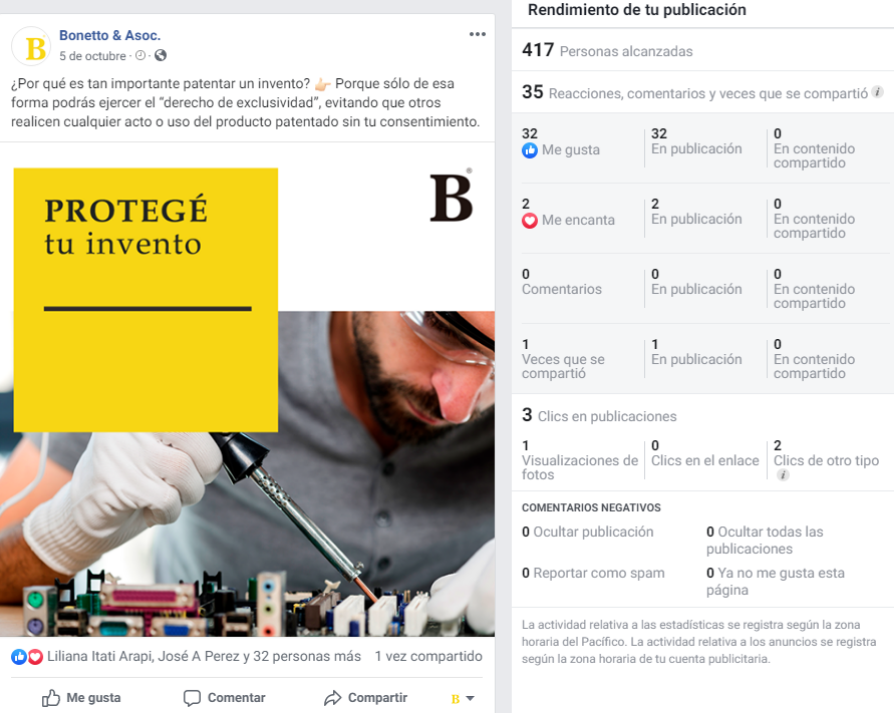 Bonetto & Asoc.
5 de octubre ·
¿Por qué es tan importante patentar un invento? 👉🏻 Porque sólo de esa
forma podrás ejercer el "derecho de exclusividad", evitando que otros
realicen cualquier acto o uso del producto patentado sin tu consentimiento.
B
PROTEGÉ
tu invento
B®
Liliana Itati Arapi, José A Perez y 32 personas más 1 vez compartido
Me gusta Comentar Compartir B
Rendimiento de tu publicación
417 Personas alcanzadas
35 Reacciones, comentarios y veces que se compartió i
32 32 0
Me gusta En publicación En contenido
compartido
2 2 0
Me encanta En publicación En contenido
compartido
0 0 0
Comentarios En publicación En contenido
compartido
1 1 0
Veces que se En publicación En contenido
compartió compartido
3 Clics en publicaciones
1 0 2
Visualizaciones de Clics en el enlace Clics de otro tipo
fotos i
COMENTARIOS NEGATIVOS
0 Ocultar publicación 0 Ocultar todas las
publicaciones
0 Reportar como spam 0 Ya no me gusta esta
página
La actividad relativa a las estadísticas se registra según la zona
horaria del Pacífico. La actividad relativa a los anuncios se registra
según la zona horaria de tu cuenta publicitaria.